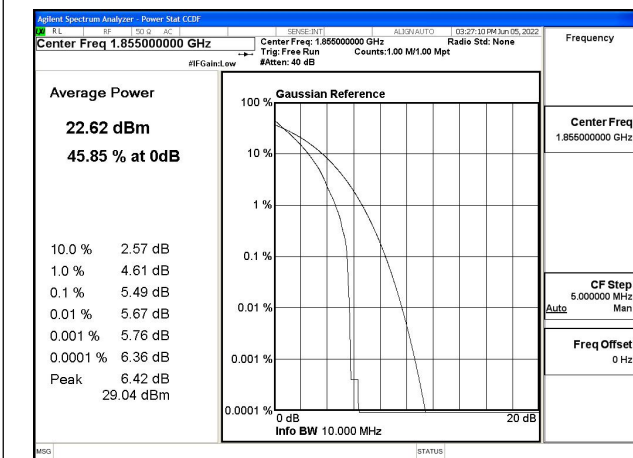 Agilent Spectrum Analyzer - Power Stat CCDF
RL RF 50 Ω AC SENSE:INT ALIGN AUTO 03:27:10 PM Jun 05, 2022
Center Freq 1.855000000 GHz
Center Freq: 1.855000000 GHz Radio Std: None
Trig: Free Run Counts:1.00 M/1.00 Mpt
#IFGain:Low #Atten: 40 dB
Frequency
Average Power
22.62 dBm
45.85 % at 0dB
10.0 % 2.57 dB
1.0 % 4.61 dB
0.1 % 5.49 dB
0.01 % 5.67 dB
0.001 % 5.76 dB
0.0001 % 6.36 dB
Peak 6.42 dB
29.04 dBm
Gaussian Reference
100 %
10 %
1 %
0.1 %
0.01 %
0.001 %
0.0001 %
0 dB 20 dB
Info BW 10.000 MHz
Center Freq
1.855000000 GHz
CF Step
5.000000 MHz
Auto Man
Freq Offset
0 Hz
MSG STATUS